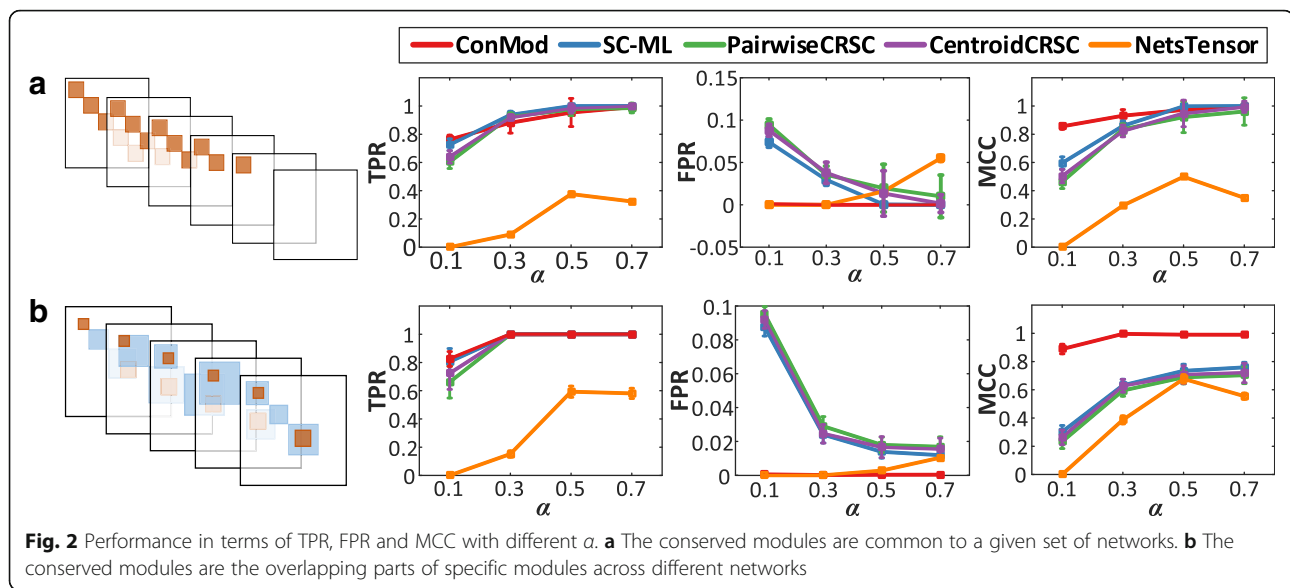 ConMod SC-ML PairwiseCRSC CentroidCRSC NetsTensor
a
TPR
1
0.8
0.6
0.4
0.2
0
0.1 0.3 0.5 0.7
α
FPR
0.15
0.1
0.05
0
-0.05
0.1 0.3 0.5 0.7
α
MCC
1
0.8
0.6
0.4
0.2
0
0.1 0.3 0.5 0.7
α
b
TPR
1
0.8
0.6
0.4
0.2
0
0.1 0.3 0.5 0.7
α
FPR
0.1
0.08
0.06
0.04
0.02
0
0.1 0.3 0.5 0.7
α
MCC
1
0.8
0.6
0.4
0.2
0
0.1 0.3 0.5 0.7
α
Fig. 2 Performance in terms of TPR, FPR and MCC with different α. a The conserved modules are common to a given set of networks. b The
conserved modules are the overlapping parts of specific modules across different networks